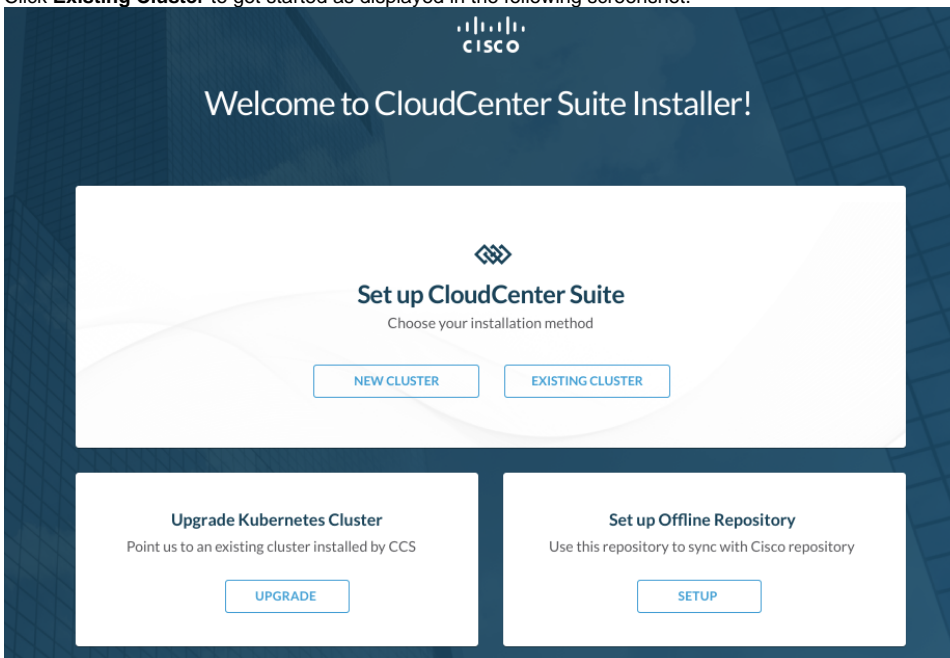 Click Existing Cluster to get started as displayed in the following screenshot.
CISCO
Welcome to CloudCenter Suite Installer!
Set up CloudCenter Suite
Choose your installation method
NEW CLUSTER EXISTING CLUSTER
Upgrade Kubernetes Cluster
Point us to an existing cluster installed by CCS
UPGRADE
Set up Offline Repository
Use this repository to sync with Cisco repository
SETUP